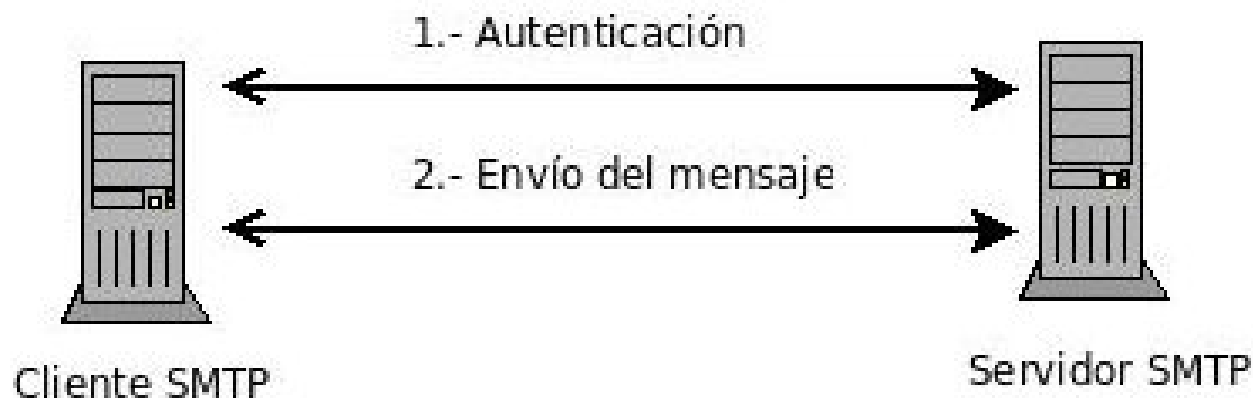 1.- Autenticación
2.- Envío del mensaje
Cliente SMTP
Servidor SMTP